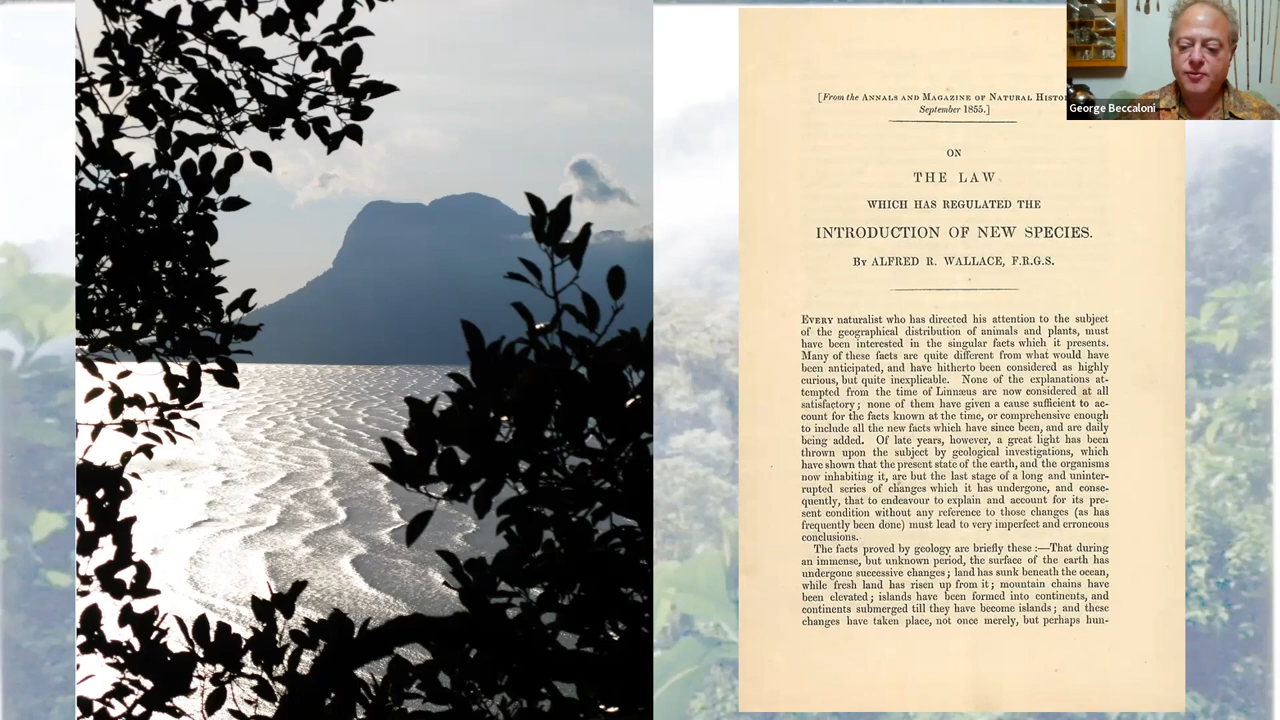 [From the ANNALS AND MAGAZINE OF NATURAL HISTO
September 1855.]
ON
THE LAW
WHICH HAS REGULATED THE
INTRODUCTION OF NEW SPECIES.
By ALFRED R. WALLACE, F.R.G.S.
EVERY naturalist who has directed his attention to the subject
of the geographical distribution of animals and plants, must
have been interested in the singular facts which it presents.
Many of these facts are quite different from what would have
been anticipated, and have hitherto been considered as highly
curious, but quite inexplicable. None of the explanations at-
tempted from the time of Linnæus are now considered at all
satisfactory; none of them have given a cause sufficient to ac-
count for the facts known at the time, or comprehensive enough
to include all the new facts which have since been, and are daily
being added. Of late years, however, a great light has been
thrown upon the subject by geological investigations, which
have shown that the present state of the earth, and the organisms
now inhabiting it, are but the last stage of a long and uninter-
rupted series of changes which it has undergone, and conse-
quently, that to endeavour to explain and account for its pre-
sent condition without any reference to those changes (as has
frequently been done) must lead to very imperfect and erroneous
conclusions.
The facts proved by geology are briefly these :—That during
an immense, but unknown period, the surface of the earth has
undergone successive changes; land has sunk beneath the ocean,
while fresh land has risen up from it; mountain chains have
been elevated; islands have been formed into continents, and
continents submerged till they have become islands; and these
changes have taken place, not once merely, but perhaps hun-
George Beccaloni